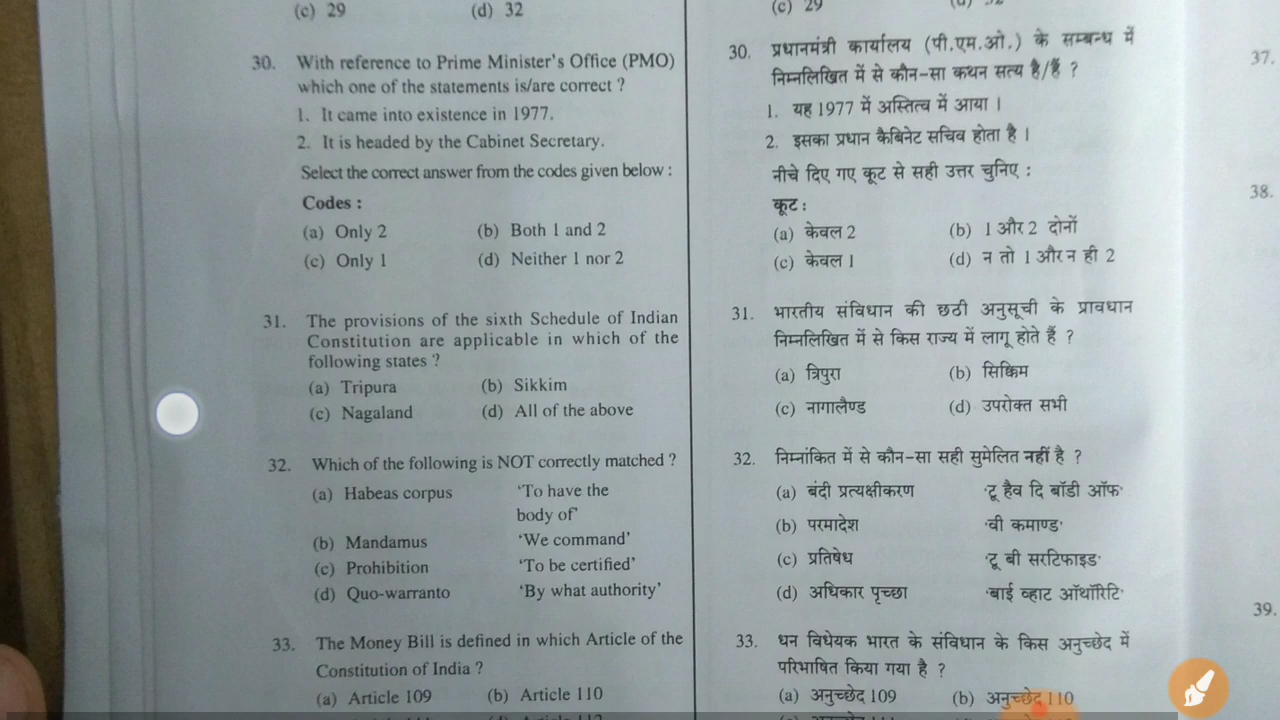 (c) 29 (d) 32
30. With reference to Prime Minister's Office (PMO)
which one of the statements is/are correct ?
1. It came into existence in 1977.
2. It is headed by the Cabinet Secretary.
Select the correct answer from the codes given below :
Codes :
(a) Only 2 (b) Both 1 and 2
(c) Only 1 (d) Neither 1 nor 2
31. The provisions of the sixth Schedule of Indian
Constitution are applicable in which of the
following states ?
(a) Tripura (b) Sikkim
(c) Nagaland (d) All of the above
32. Which of the following is NOT correctly matched ?
(a) Habeas corpus 'To have the
body of'
(b) Mandamus 'We command'
(c) Prohibition 'To be certified'
(d) Quo-warranto 'By what authority'
33. The Money Bill is defined in which Article of the
Constitution of India ?
(a) Article 109 (b) Article 110
(c) 29
30. प्रधानमंत्री कार्यालय (पी.एम.ओ.) के सम्बन्ध में
निम्नलिखित में से कौन-सा कथन सत्य है/हैं ?
1. यह 1977 में अस्तित्व में आया ।
2. इसका प्रधान कैबिनेट सचिव होता है ।
नीचे दिए गए कूट से सही उत्तर चुनिए :
कूट :
(a) केवल 2 (b) 1 और 2 दोनों
(c) केवल 1 (d) न तो 1 और न ही 2
31. भारतीय संविधान की छठी अनुसूची के प्रावधान
निम्नलिखित में से किस राज्य में लागू होते हैं ?
(a) त्रिपुरा (b) सिक्किम
(c) नागालैण्ड (d) उपरोक्त सभी
32. निम्नांकित में से कौन-सा सही सुमेलित नहीं है ?
(a) बंदी प्रत्यक्षीकरण 'टू हैव दि बॉडी ऑफ'
(b) परमादेश 'वी कमाण्ड'
(c) प्रतिषेध 'टू बी सरटिफाइड'
(d) अधिकार पृच्छा 'बाई व्हाट ऑथॉरिटि'
33. धन विधेयक भारत के संविधान के किस अनुच्छेद में
परिभाषित किया गया है ?
(a) अनुच्छेद 109 (b) अनुच्छेद 110
37.
38.
39.